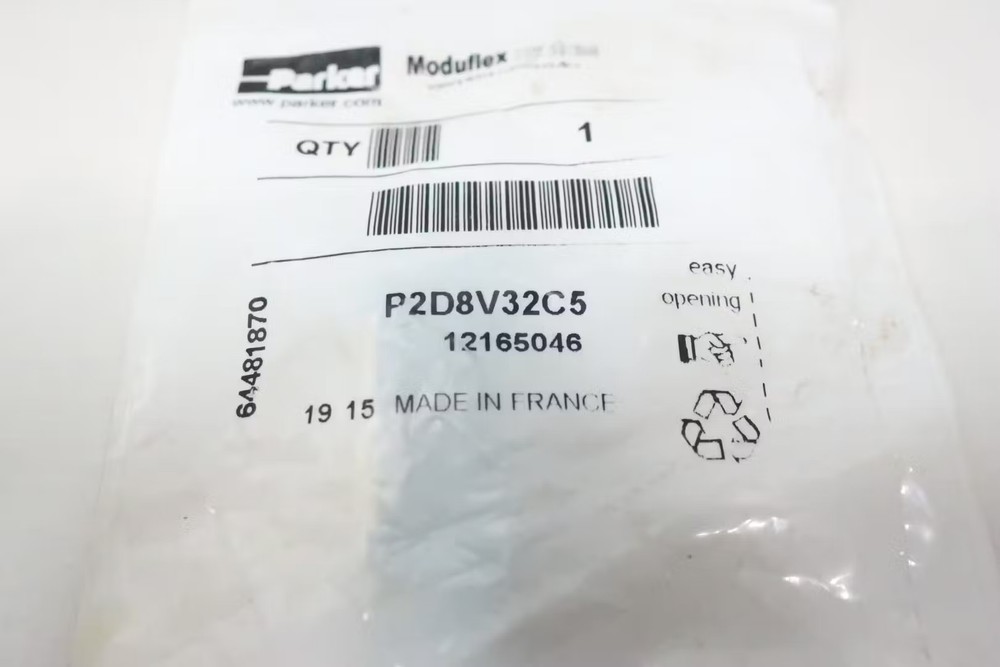 Parker Moduflex
www.parker.com
QTY 1
P2D8V32C5
12165046
64481870
19 15 MADE IN FRANCE
easy
opening